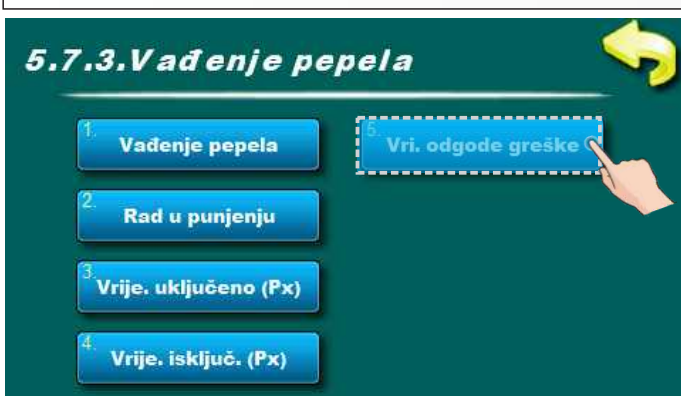 5.7.3.Vađenje pepela
1. Vađenje pepela
2. Rad u punjenju
3. Vrije. uključeno (Px)
4. Vrije. isključ. (Px)
5. Vri. odgode greške